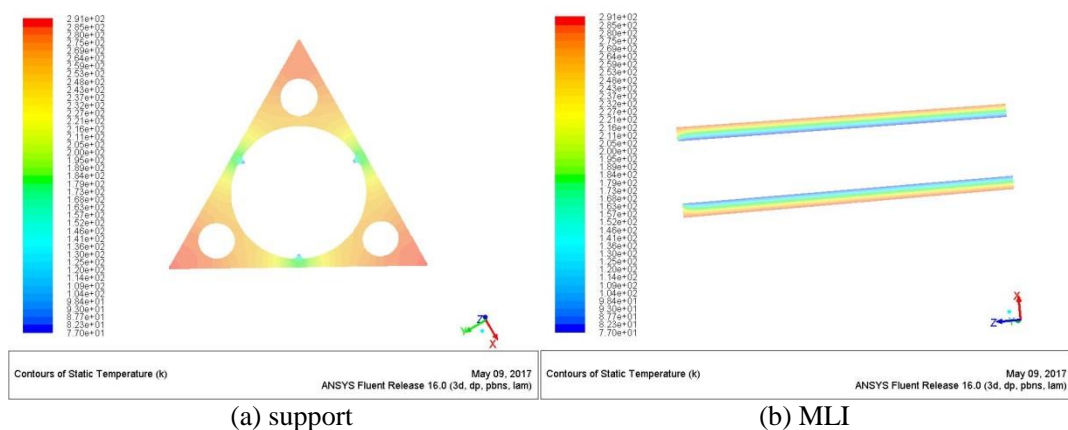 2.91e+02
2.85e+02
2.80e+02
2.75e+02
2.69e+02
2.64e+02
2.59e+02
2.53e+02
2.48e+02
2.43e+02
2.37e+02
2.32e+02
2.27e+02
2.21e+02
2.16e+02
2.11e+02
2.05e+02
2.00e+02
1.95e+02
1.89e+02
1.84e+02
1.79e+02
1.73e+02
1.68e+02
1.63e+02
1.57e+02
1.52e+02
1.47e+02
1.41e+02
1.36e+02
1.30e+02
1.25e+02
1.20e+02
1.14e+02
1.09e+02
1.04e+02
9.84e+01
9.30e+01
8.77e+01
8.23e+01
7.70e+01
Z
Y
X
Contours of Static Temperature (k)
May 09, 2017
ANSYS Fluent Release 16.0 (3d, dp, pbns, lam)
(a) support
2.91e+02
2.85e+02
2.80e+02
2.75e+02
2.69e+02
2.64e+02
2.59e+02
2.53e+02
2.48e+02
2.43e+02
2.37e+02
2.32e+02
2.27e+02
2.21e+02
2.16e+02
2.11e+02
2.05e+02
2.00e+02
1.95e+02
1.89e+02
1.84e+02
1.79e+02
1.73e+02
1.68e+02
1.63e+02
1.57e+02
1.52e+02
1.47e+02
1.41e+02
1.36e+02
1.30e+02
1.25e+02
1.20e+02
1.14e+02
1.09e+02
1.04e+02
9.84e+01
9.30e+01
8.77e+01
8.23e+01
7.70e+01
X
Z
Y
Contours of Static Temperature (k)
May 09, 2017
ANSYS Fluent Release 16.0 (3d, dp, pbns, lam)
(b) MLI